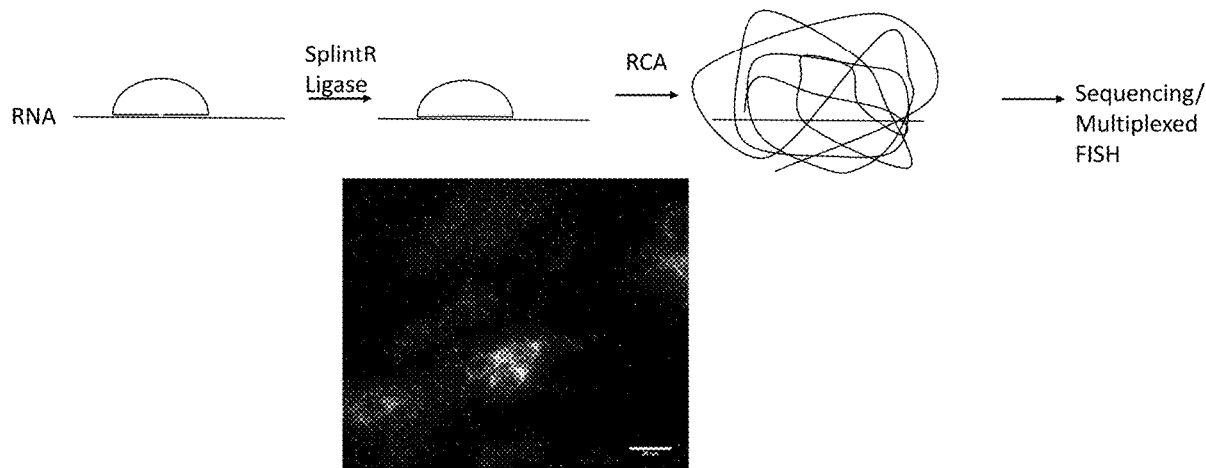 RNA
SplintR
Ligase
RCA
Sequencing/
Multiplexed
FISH